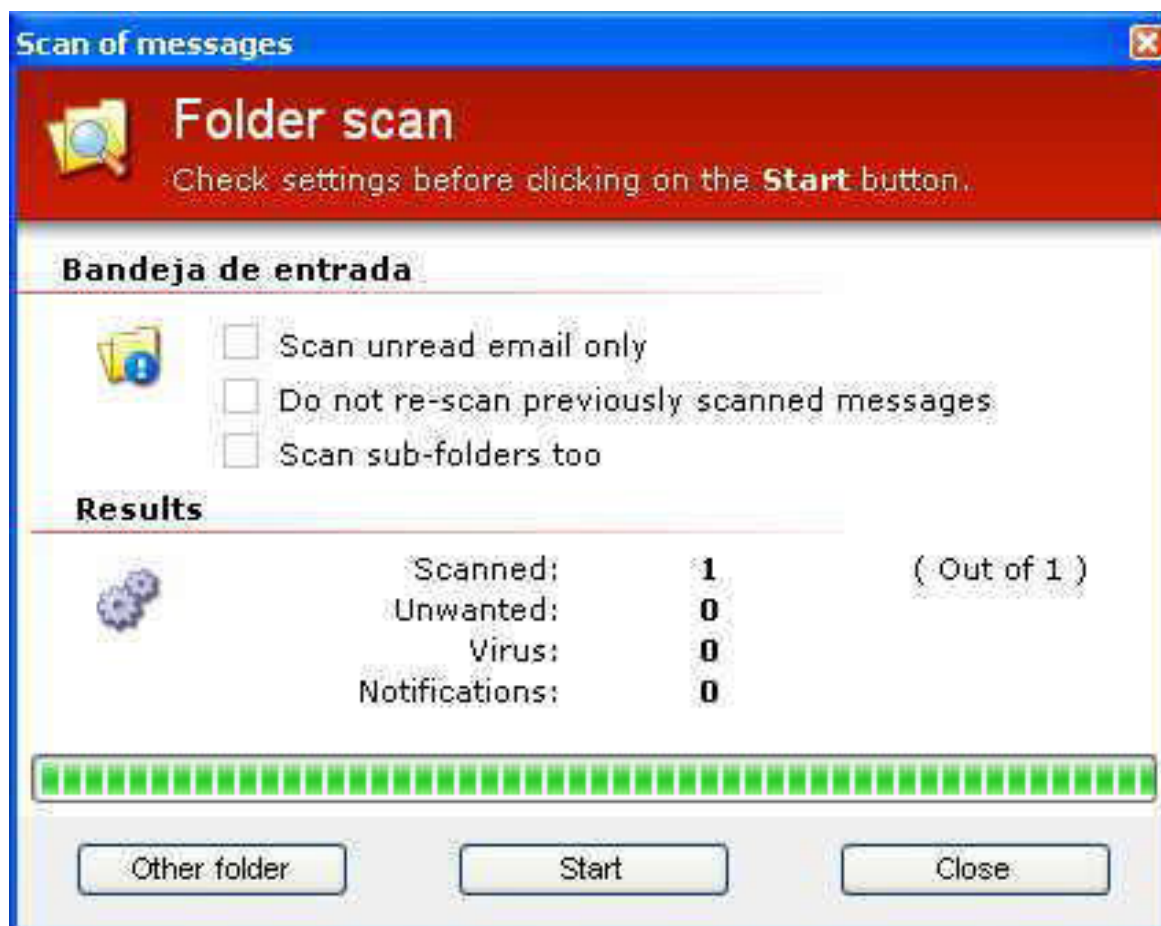 Scan of messages
Folder scan
Check settings before clicking on the Start button.
Bandeja de entrada
Scan unread email only
Do not re-scan previously scanned messages
Scan sub-folders too
Results
Scanned: 1 ( Out of 1 )
Unwanted: 0
Virus: 0
Notifications: 0
Other folder Start Close